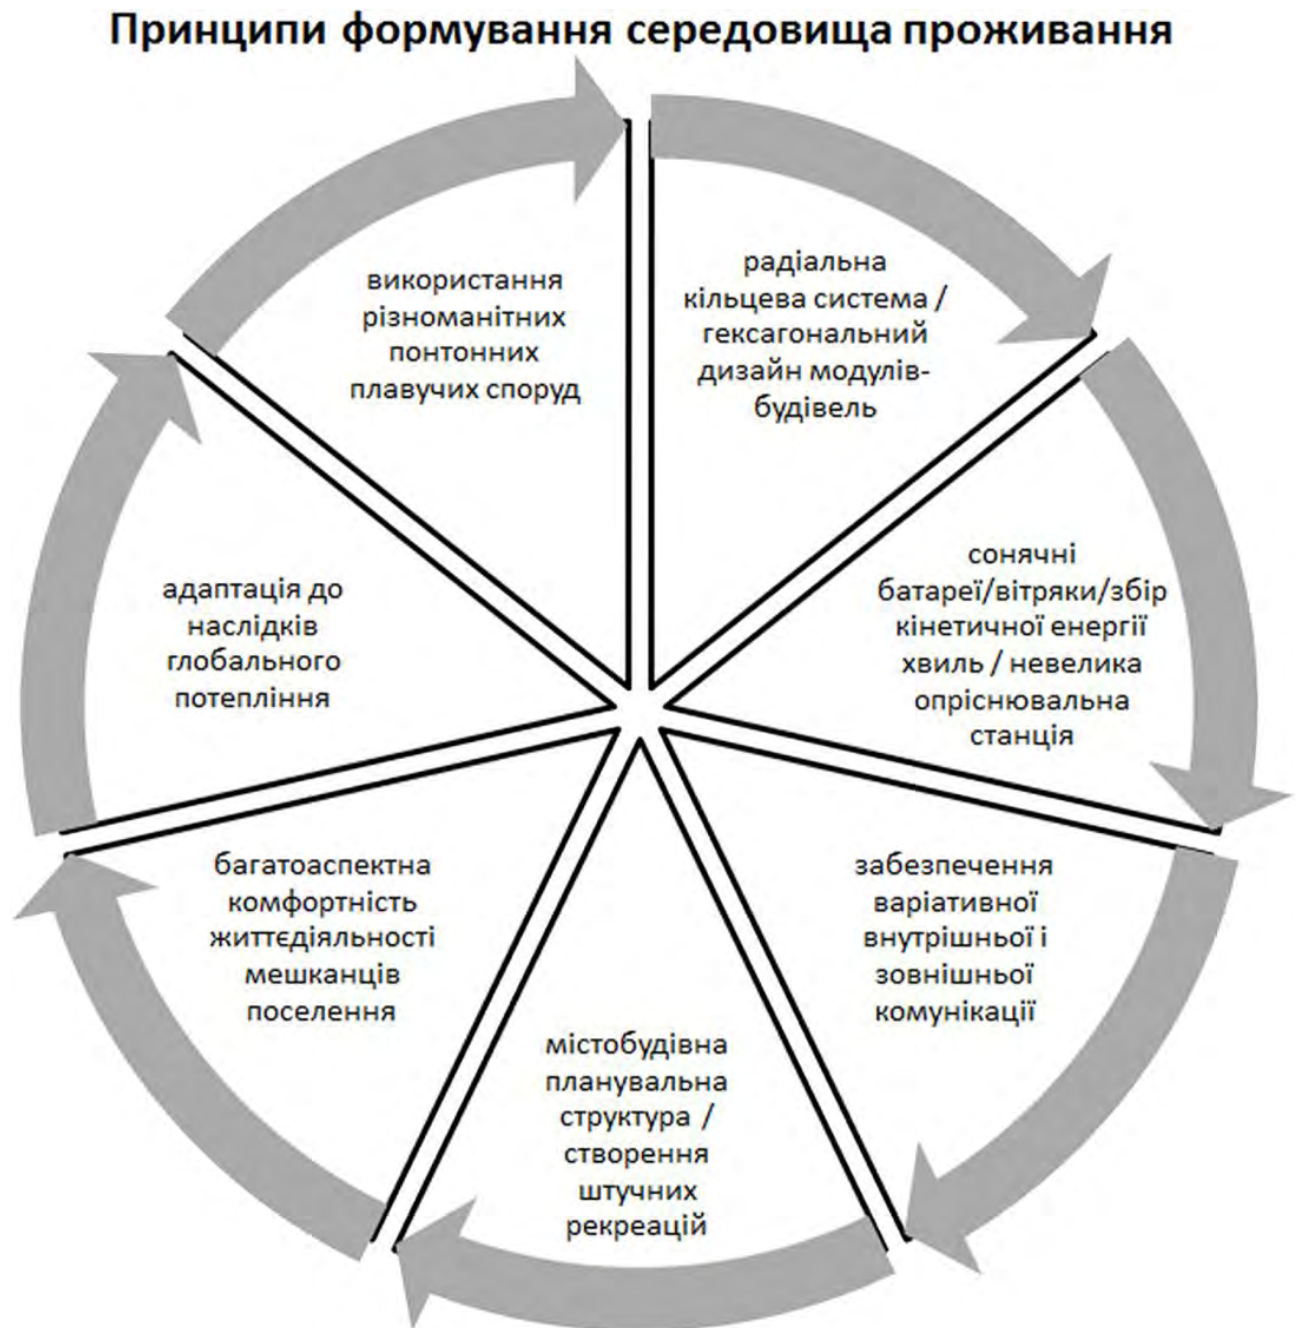 Принципи формування середовища проживання
радіальна
кільцева система /
гексагональний
дизайн модулів-
будівель
сонячні
батареї/вітряки/збір
кінетичної енергії
хвиль / невелика
опріснювальна
станція
забезпечення
варіативної
внутрішньої і
зовнішньої
комунікації
містобудівна
планувальна
структура /
створення
штучних
рекреацій
багатоаспектна
комфортність
життєдіяльності
мешканців
поселення
адаптація до
наслідків
глобального
потепління
використання
різноманітних
понтонних
плавучих споруд